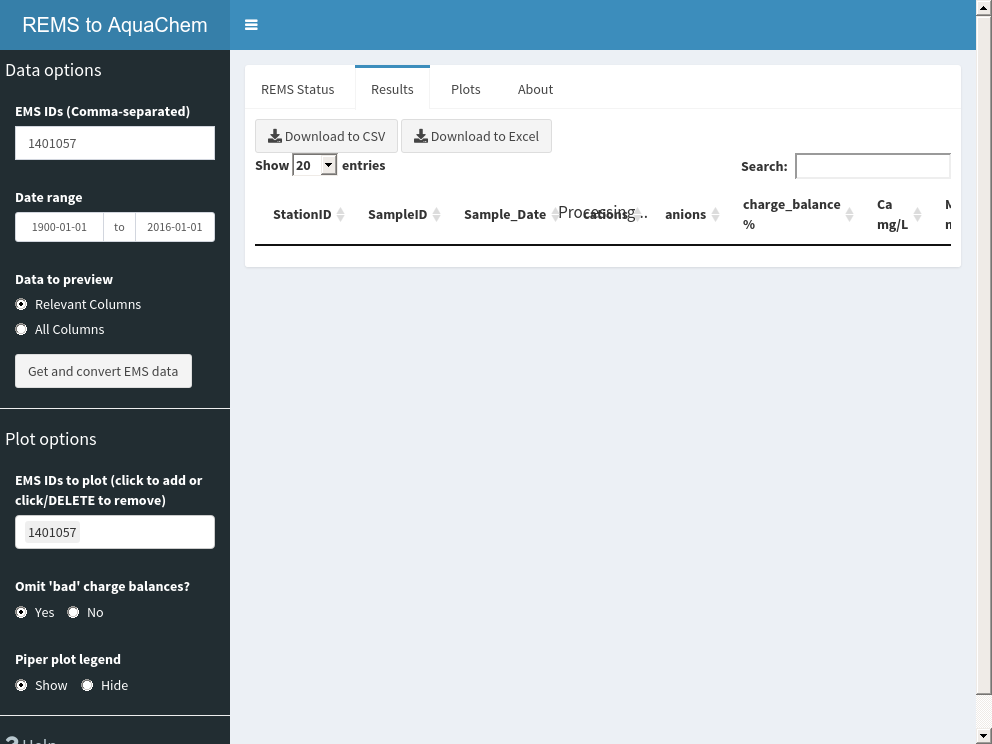 REMS to AquaChem
Data options
EMS IDs (Comma-separated)
1401057
Date range
1900-01-01 to 2016-01-01
Data to preview
Relevant Columns
All Columns
Get and convert EMS data
Plot options
EMS IDs to plot (click to add or
click/DELETE to remove)
1401057
Omit 'bad' charge balances?
Yes No
Piper plot legend
Show Hide
? Help
REMS Status Results Plots About
Download to CSV Download to Excel
Show 20 entries
Search:
StationID SampleID Sample_Date cations anions charge_balance % Ca mg/L
Processing...